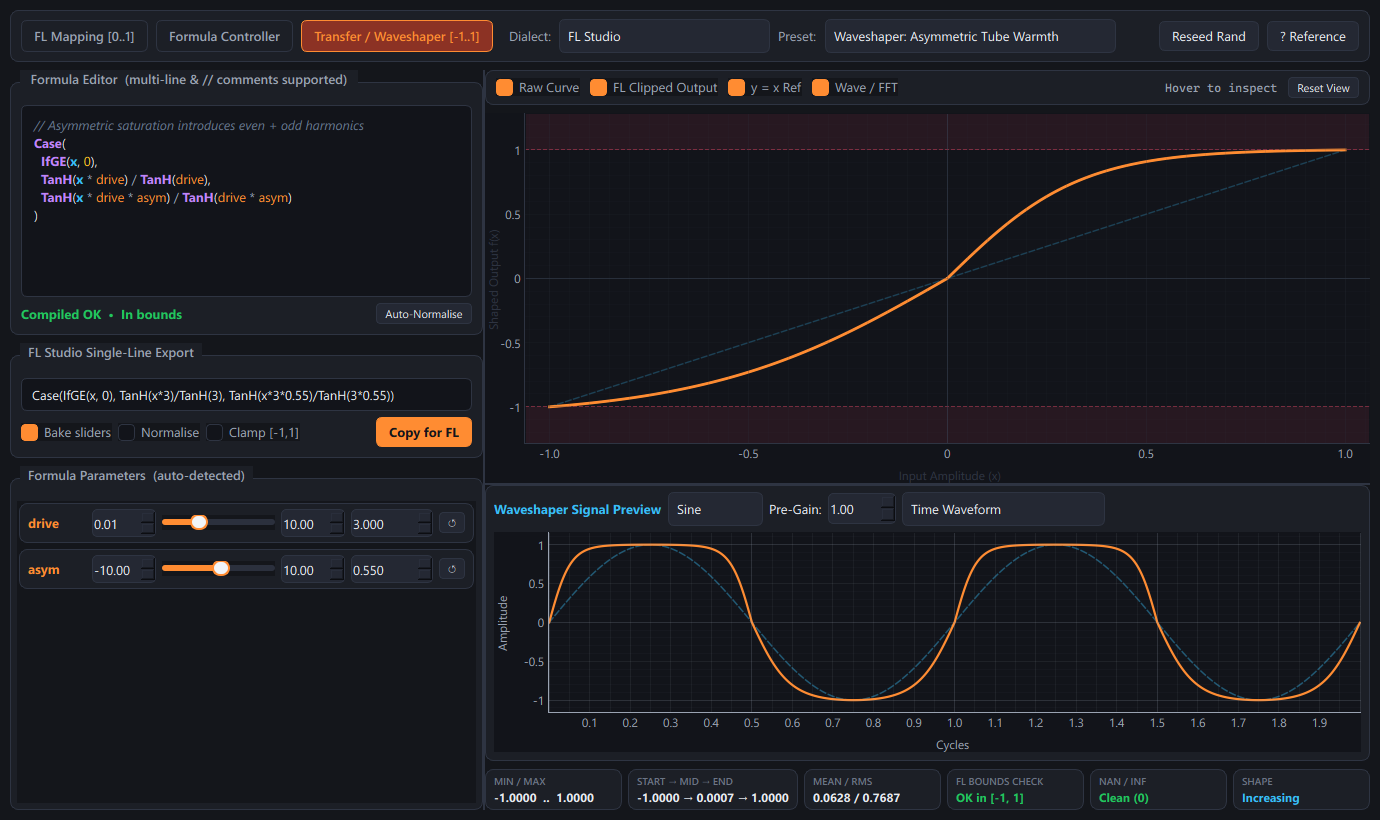 FL Mapping [0..1] Formula Controller Transfer / Waveshaper [-1..1] Dialect: FL Studio Preset: Waveshaper: Asymmetric Tube Warmth Reseed Rand ? Reference
Formula Editor (multi-line & // comments supported)
// Asymmetric saturation introduces even + odd harmonics
Case(
IfGE(x, 0),
TanH(x * drive) / TanH(drive),
TanH(x * drive * asym) / TanH(drive * asym)
)
Compiled OK • In bounds Auto-Normalise
FL Studio Single-Line Export
Case(IfGE(x, 0), TanH(x*3)/TanH(3), TanH(x*3*0.55)/TanH(3*0.55))
Bake sliders Normalise Clamp [-1,1] Copy for FL
Formula Parameters (auto-detected)
drive 0.01 10.00 3.000 ↺
asym -10.00 10.00 0.550 ↺
Raw Curve FL Clipped Output y = x Ref Wave / FFT Hover to inspect Reset View
Shaped Output f(x)
1
0.5
0
-0.5
-1
-1.0 -0.5 0 0.5 1.0
Input Amplitude (x)
Waveshaper Signal Preview Sine Pre-Gain: 1.00 Time Waveform
Amplitude
1
0.5
0
-0.5
-1
0.1 0.2 0.3 0.4 0.5 0.6 0.7 0.8 0.9 1.0 1.1 1.2 1.3 1.4 1.5 1.6 1.7 1.8 1.9
Cycles
MIN / MAX
-1.0000 .. 1.0000
START → MID → END
-1.0000 → 0.0007 → 1.0000
MEAN / RMS
0.0628 / 0.7687
FL BOUNDS CHECK
OK in [-1, 1]
NAN / INF
Clean (0)
SHAPE
Increasing